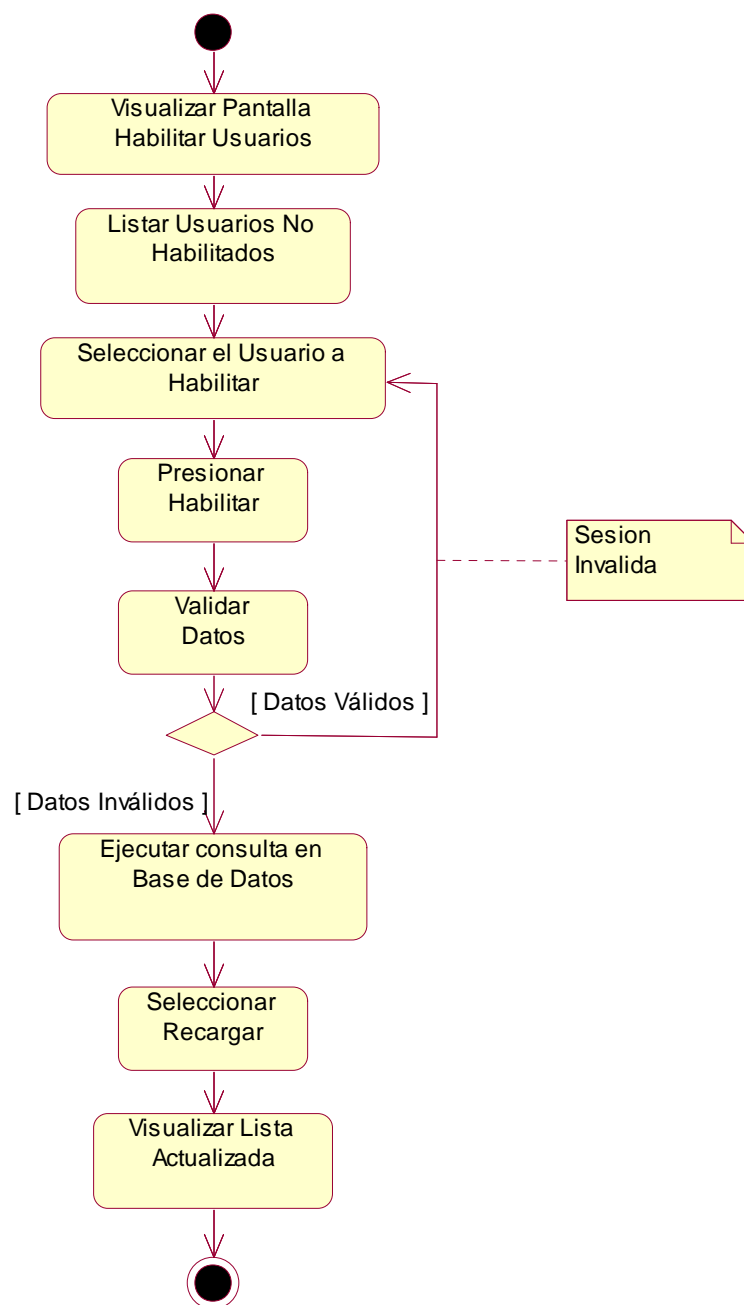 Visualizar Pantalla
Habilitar Usuarios
Listar Usuarios No
Habilitados
Seleccionar el Usuario a
Habilitar
Presionar
Habilitar
Sesion
Invalida
Validar
Datos
[ Datos Válidos ]
[ Datos Inválidos ]
Ejecutar consulta en
Base de Datos
Seleccionar
Recargar
Visualizar Lista
Actualizada